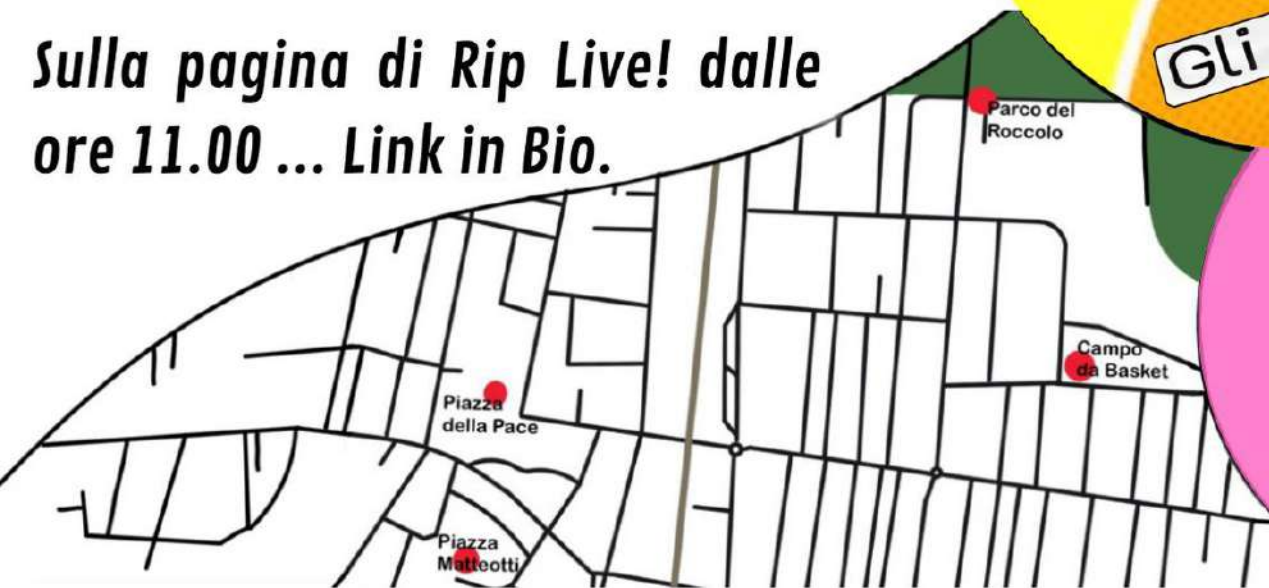 Sulla pagina di Rip Live! dalle
ore 11.00 ... Link in Bio.
Gli
Parco del
Roccolo
Campo
da Basket
Piazza
della Pace
Piazza
Matteotti